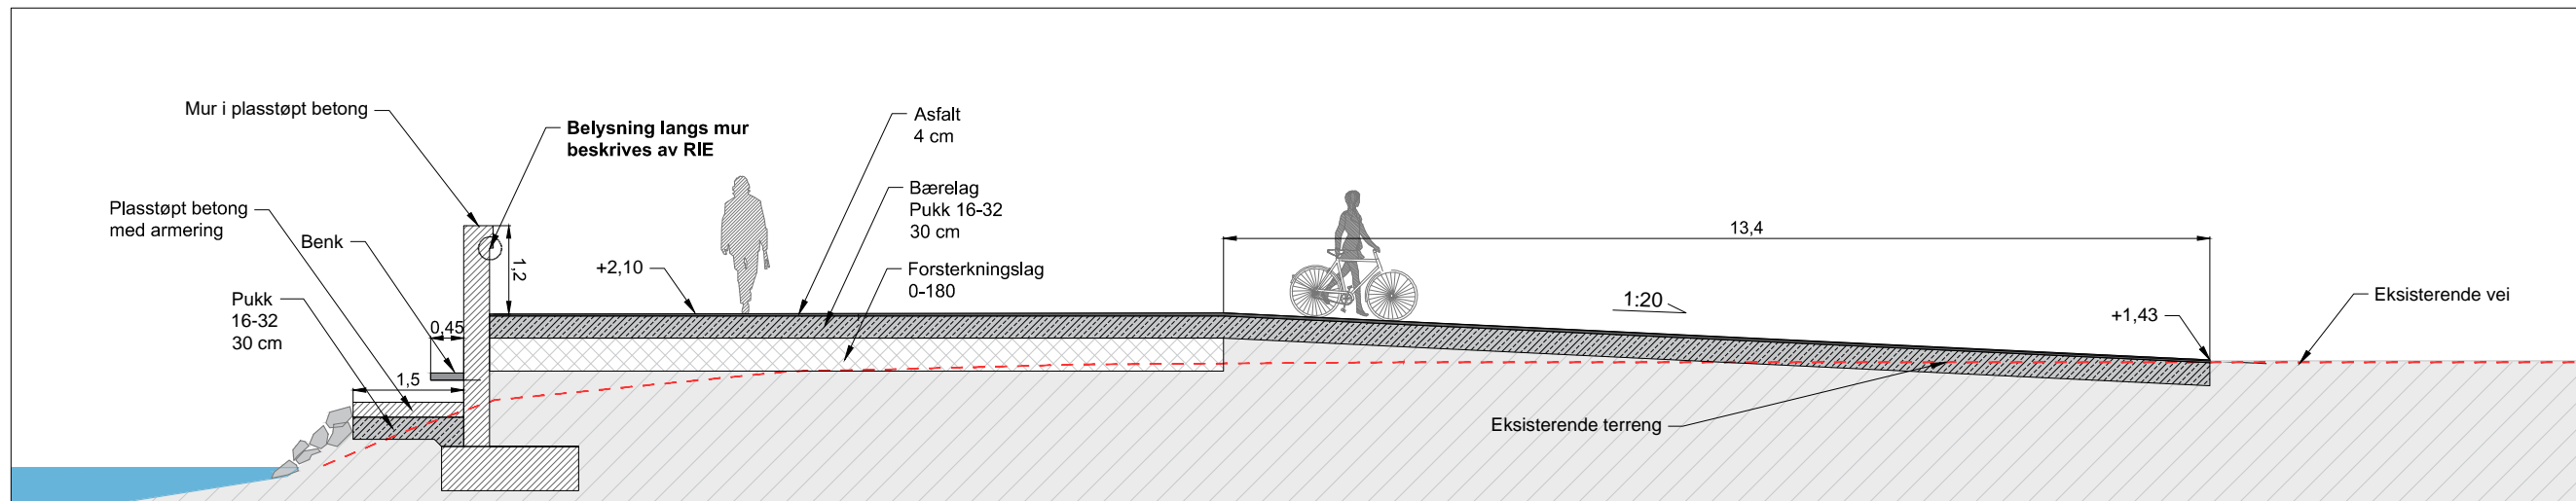 Mur i plasstøpt betong
Belysning langs mur
beskrives av RIE
Asfalt
4 cm
Bærelag
Pukk 16-32
30 cm
Forsterkningslag
0-180
Plasstøpt betong
med armering
Benk
Pukk
16-32
30 cm
0,45
1,5
1,2
+2,10
13,4
1:20
+1,43
Eksisterende vei
Eksisterende terreng